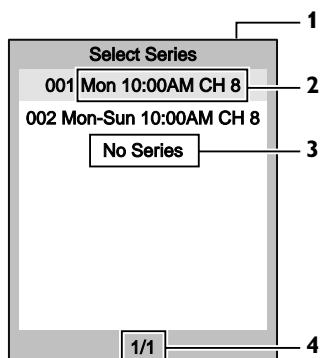 1
Select Series
001 Mon 10:00AM CH 8 2
002 Mon-Sun 10:00AM CH 8
No Series 3
1/1 4